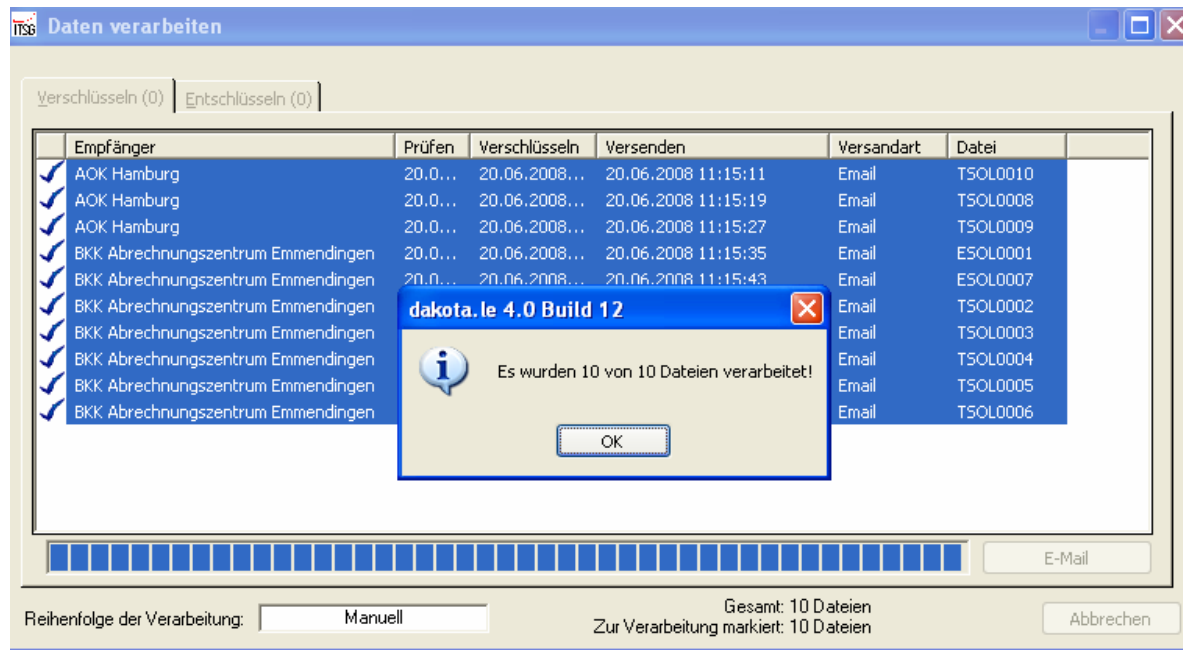 ITSG Daten verarbeiten
Verschlüsseln (0) Entschlüsseln (0)
Empfänger Prüfen Verschlüsseln Versenden Versandart Datei
AOK Hamburg 20.0... 20.06.2008... 20.06.2008 11:15:11 Email TSOL0010
AOK Hamburg 20.0... 20.06.2008... 20.06.2008 11:15:19 Email TSOL0008
AOK Hamburg 20.0... 20.06.2008... 20.06.2008 11:15:27 Email TSOL0009
BKK Abrechnungszentrum Emmendingen 20.0... 20.06.2008... 20.06.2008 11:15:35 Email ESOL0001
BKK Abrechnungszentrum Emmendingen 20.0... 20.06.2008... 20.06.2008 11:15:43 Email ESOL0007
BKK Abrechnungszentrum Emmendingen Email TSOL0002
BKK Abrechnungszentrum Emmendingen Email TSOL0003
BKK Abrechnungszentrum Emmendingen Email TSOL0004
BKK Abrechnungszentrum Emmendingen Email TSOL0005
BKK Abrechnungszentrum Emmendingen Email TSOL0006
dakota.le 4.0 Build 12
Es wurden 10 von 10 Dateien verarbeitet!
OK
E-Mail
Reihenfolge der Verarbeitung: Manuell
Gesamt: 10 Dateien
Zur Verarbeitung markiert: 10 Dateien
Abbrechen